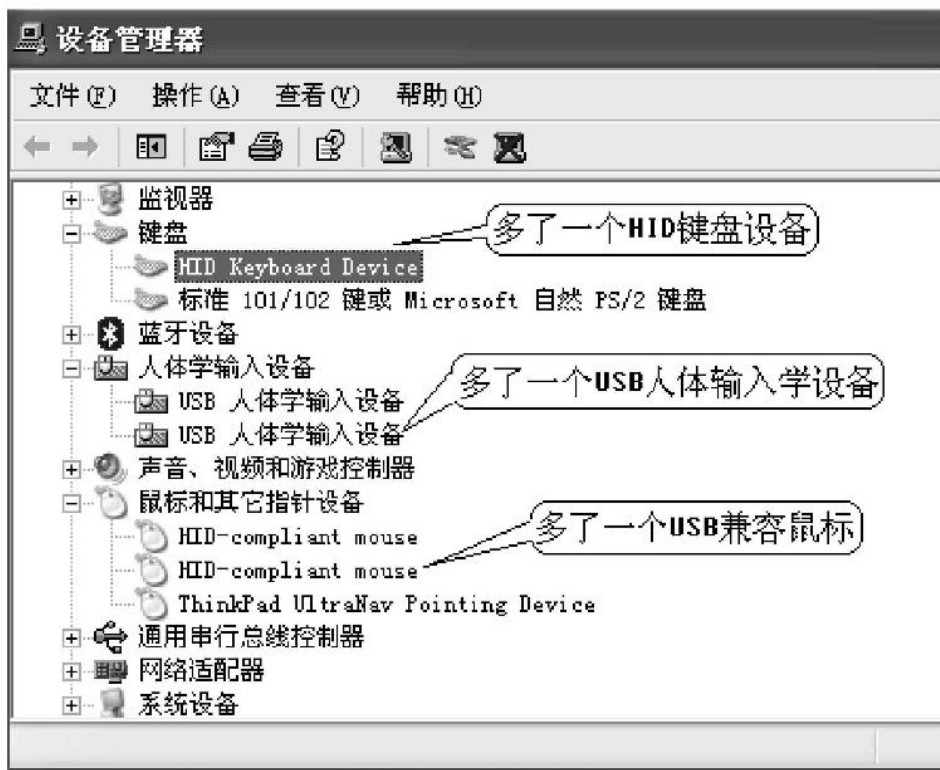 设备管理器
文件(F) 操作(A) 查看(V) 帮助(H)
监视器
键盘
多了一个HID键盘设备
HID Keyboard Device
标准 101/102 键或 Microsoft 自然 PS/2 键盘
蓝牙设备
人体学输入设备
多了一个USB人体输入学设备
USB 人体学输入设备
USB 人体学输入设备
声音、视频和游戏控制器
鼠标和其它指针设备
多了一个USB兼容鼠标
HID-compliant mouse
HID-compliant mouse
ThinkPad UltraNav Pointing Device
通用串行总线控制器
网络适配器
系统设备